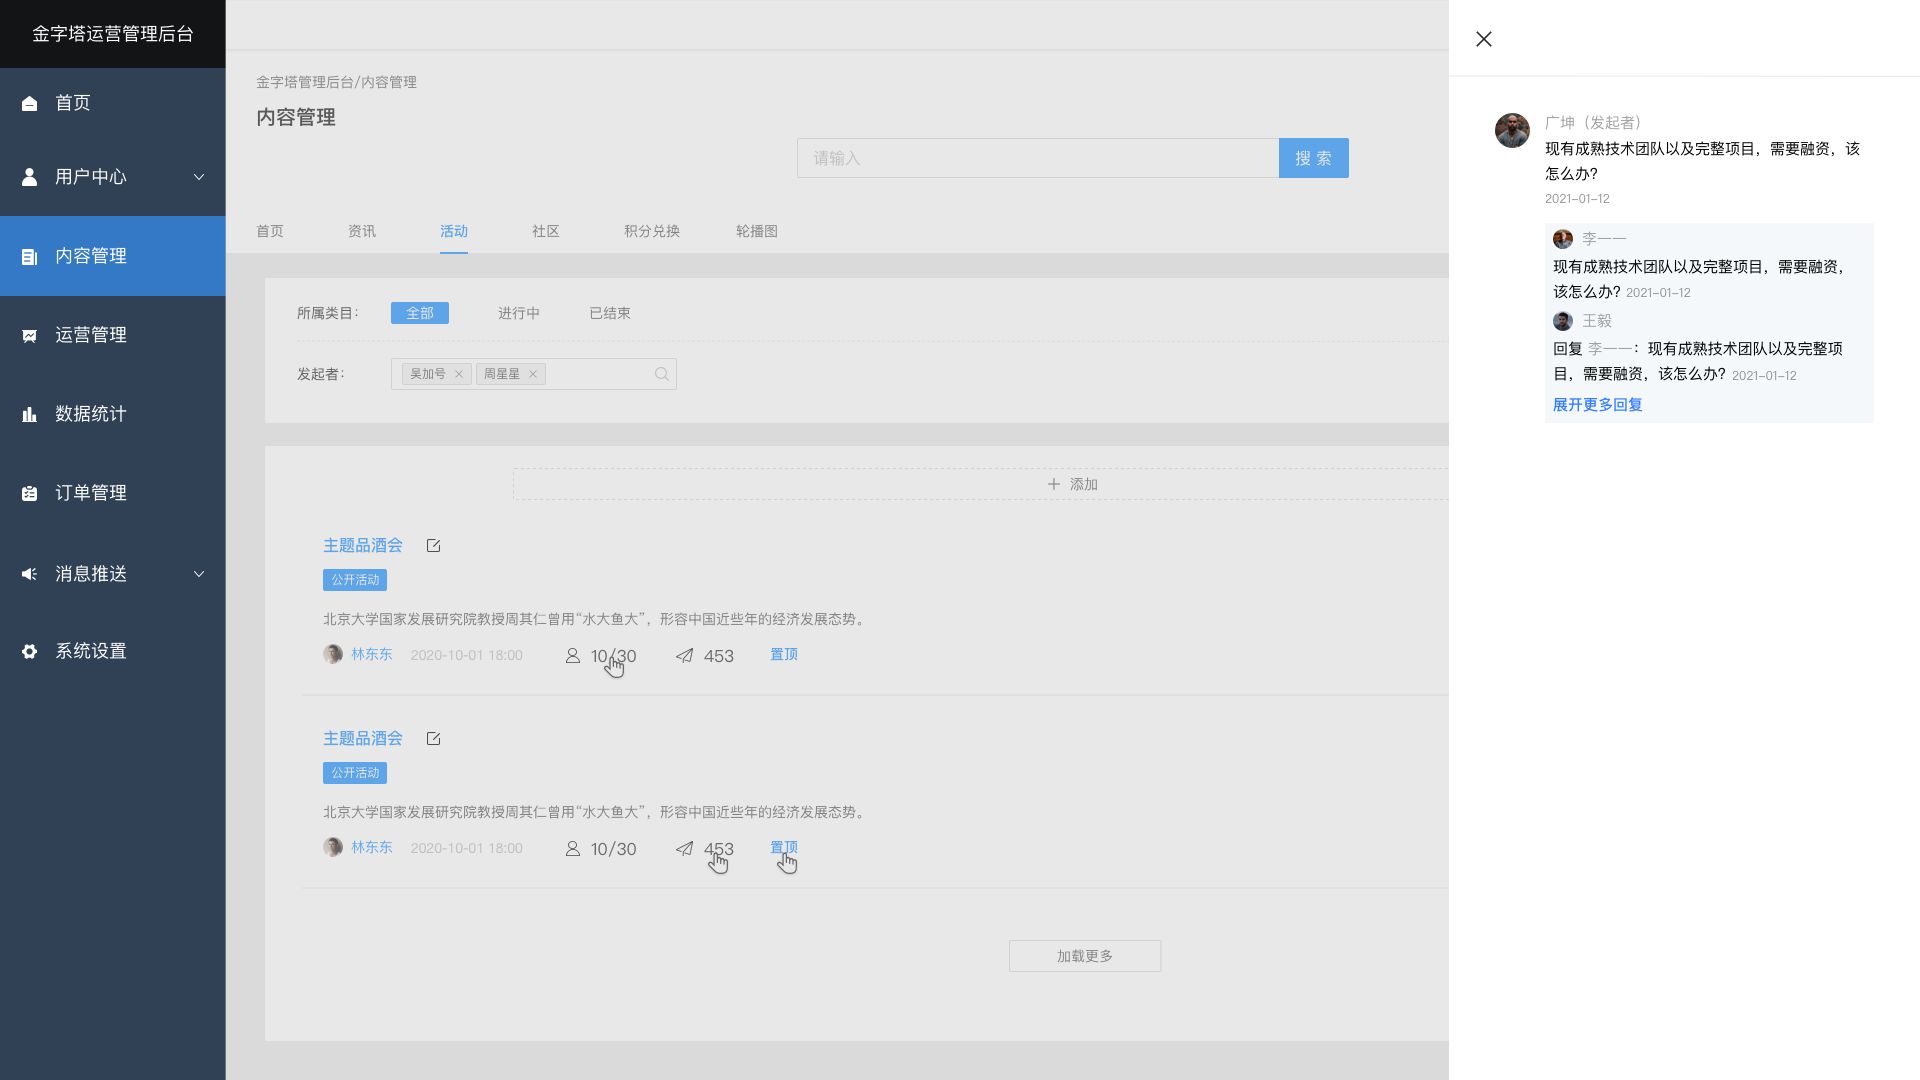 金字塔运营管理后台
首页
用户中心
内容管理
运营管理
数据统计
订单管理
消息推送
系统设置
金字塔管理后台/内容管理
内容管理
请输入
搜 索
首页 资讯 活动 社区 积分兑换 轮播图
所属类目: 全部 进行中 已结束
发起者: 吴加号 周星星
添加
主题品酒会
公开活动
北京大学国家发展研究院教授周其仁曾用“水大鱼大”，形容中国近些年的经济发展态势。
林东东 2020-10-01 18:00 10/30 453 置顶
主题品酒会
公开活动
北京大学国家发展研究院教授周其仁曾用“水大鱼大”，形容中国近些年的经济发展态势。
林东东 2020-10-01 18:00 10/30 453 置顶
加载更多
广坤（发起者）
现有成熟技术团队以及完整项目，需要融资，该
怎么办?
2021-01-12
李一一
现有成熟技术团队以及完整项目，需要融资，
该怎么办? 2021-01-12
王毅
回复 李一一：现有成熟技术团队以及完整项
目，需要融资，该怎么办? 2021-01-12
展开更多回复